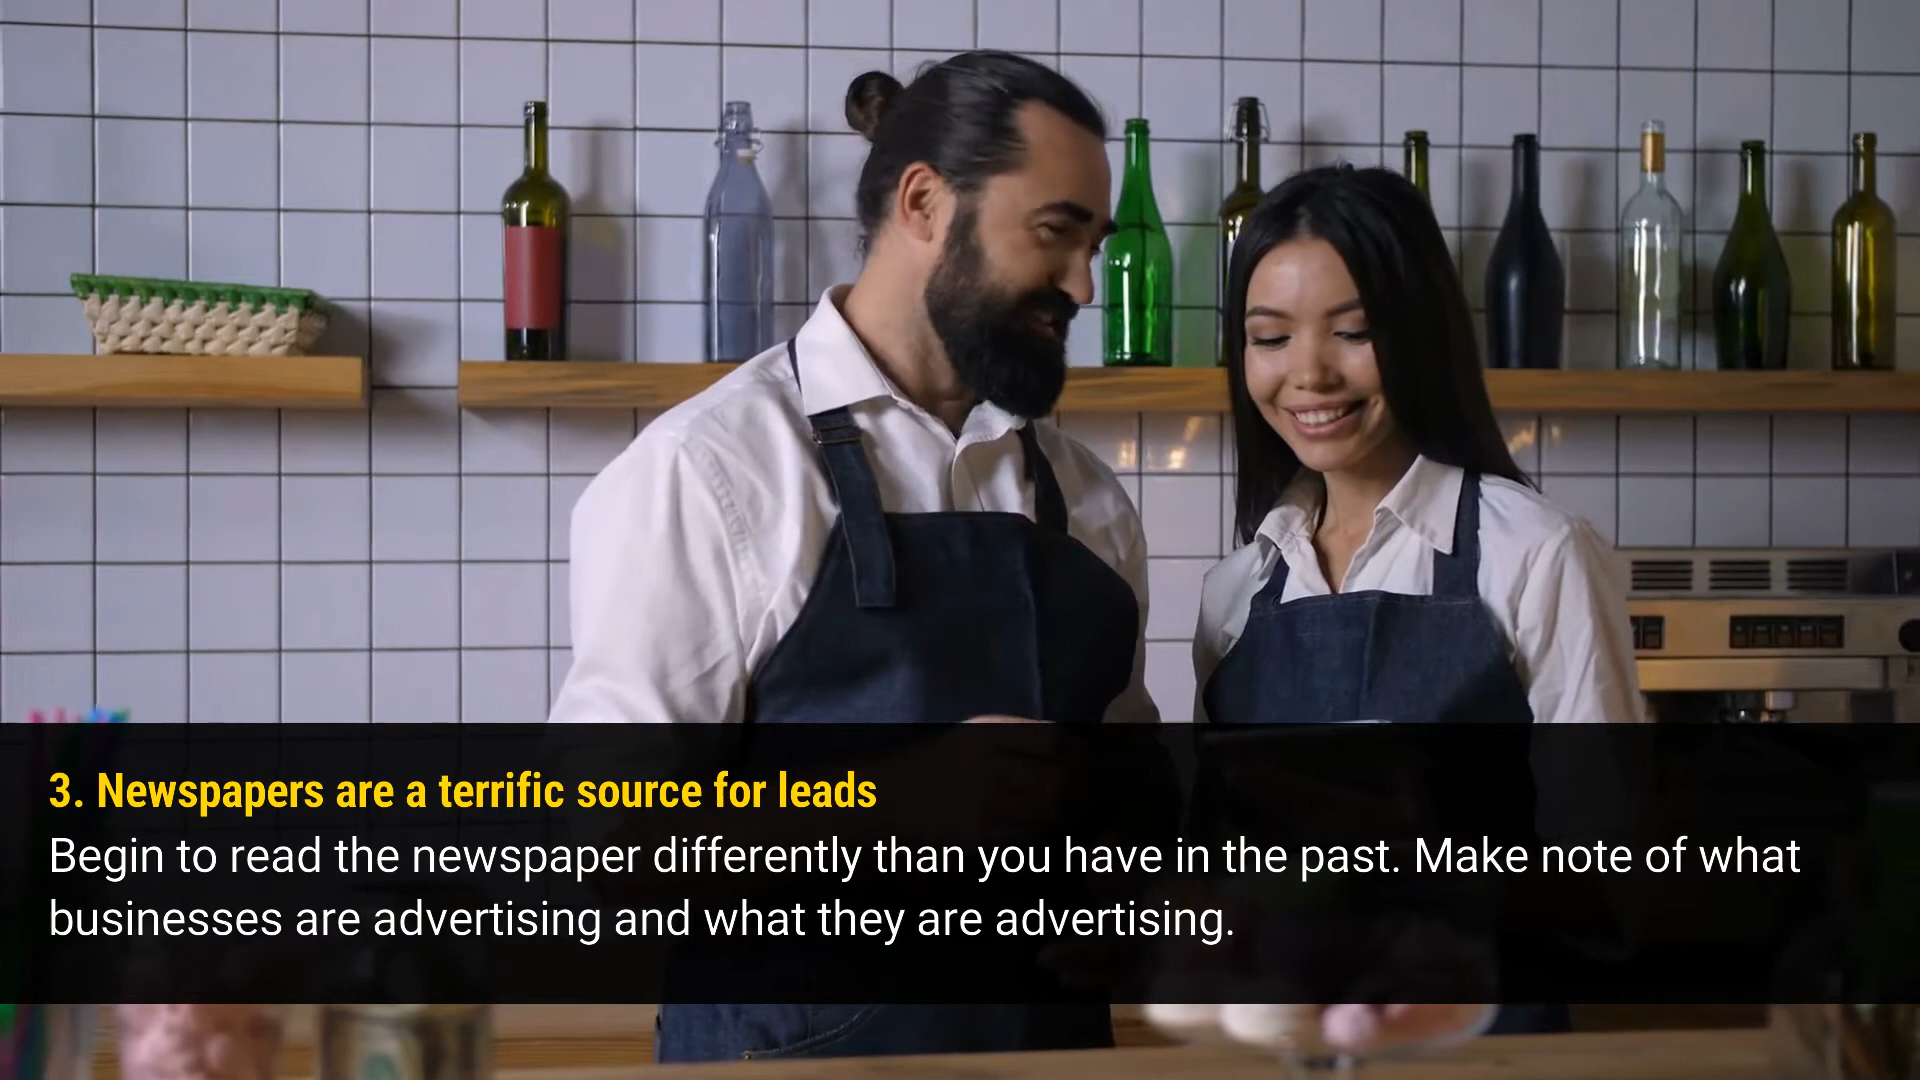 3. Newspapers are a terrific source for leads
Begin to read the newspaper differently than you have in the past. Make note of what
businesses are advertising and what they are advertising.